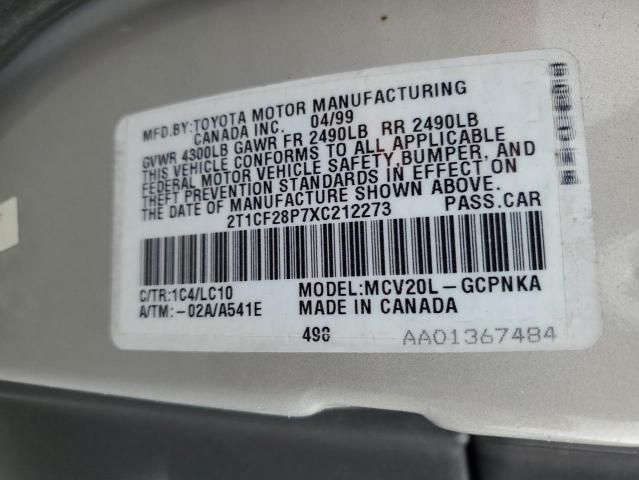 MFD.BY:TOYOTA MOTOR MANUFACTURING
CANADA INC. 04/99
GVWR 4300LB GAWR FR 2490LB RR 2490LB
THIS VEHICLE CONFORMS TO ALL APPLICABLE
FEDERAL MOTOR VEHICLE SAFETY,BUMPER, AND
THEFT PREVENTION STANDARDS IN EFFECT ON
THE DATE OF MANUFACTURE SHOWN ABOVE.
2T1CF28P7XC212273 PASS.CAR
C/TR:1C4/LC10 MODEL:MCV20L-GCPNKA
A/TM:-02A/A541E MADE IN CANADA
498 AA01367484